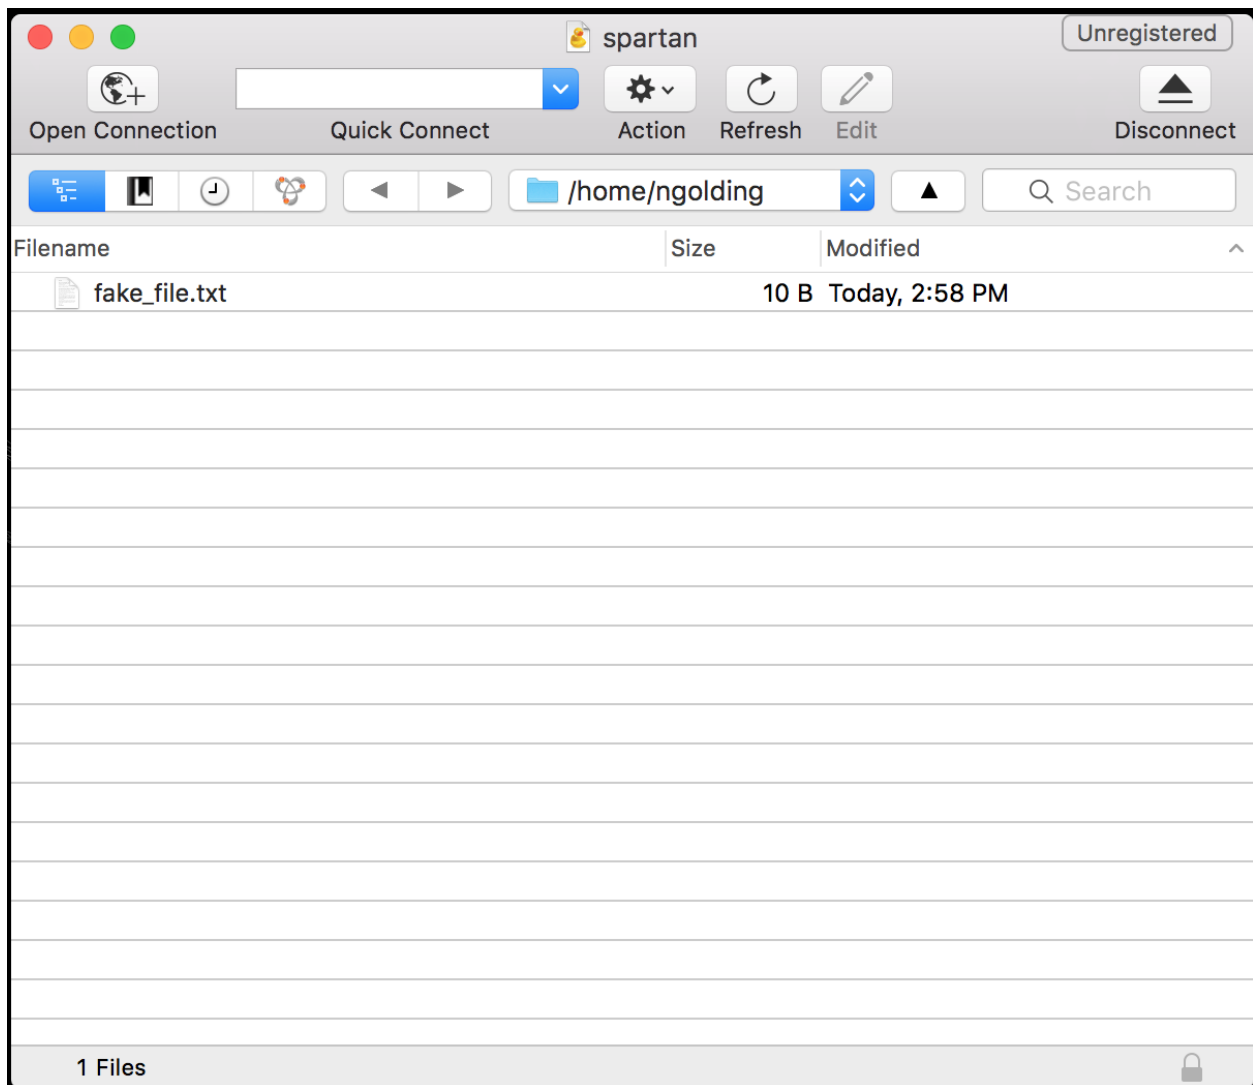 spartan
Unregistered
Open Connection
Quick Connect
Action
Refresh
Edit
Disconnect
/home/ngolding
Search
Filename Size Modified
fake_file.txt 10 B Today, 2:58 PM
1 Files